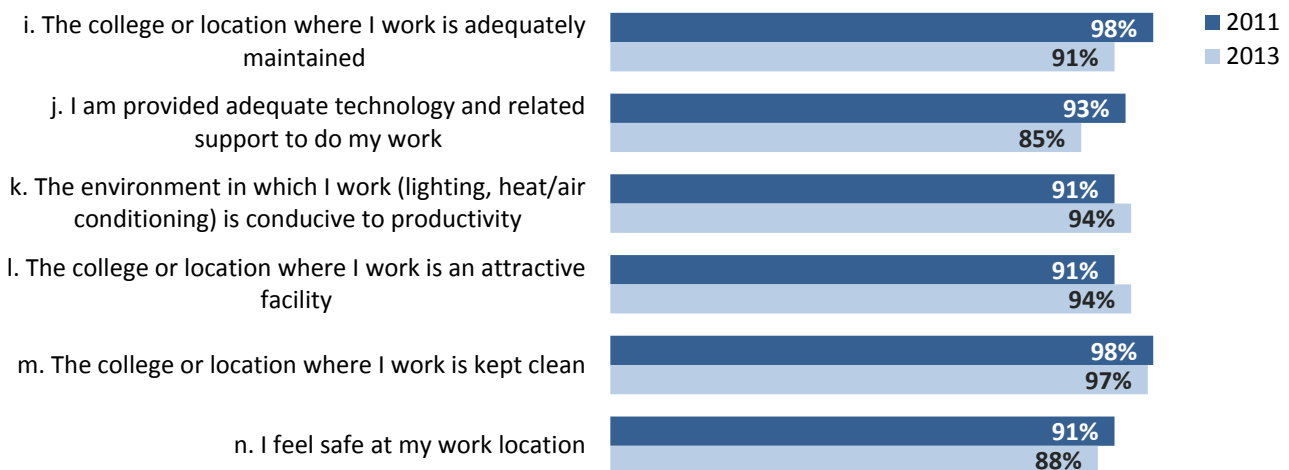 i. The college or location where I work is adequately
maintained
98%
91%
2011
2013
j. I am provided adequate technology and related
support to do my work
93%
85%
k. The environment in which I work (lighting, heat/air
conditioning) is conducive to productivity
91%
94%
l. The college or location where I work is an attractive
facility
91%
94%
m. The college or location where I work is kept clean
98%
97%
n. I feel safe at my work location
91%
88%